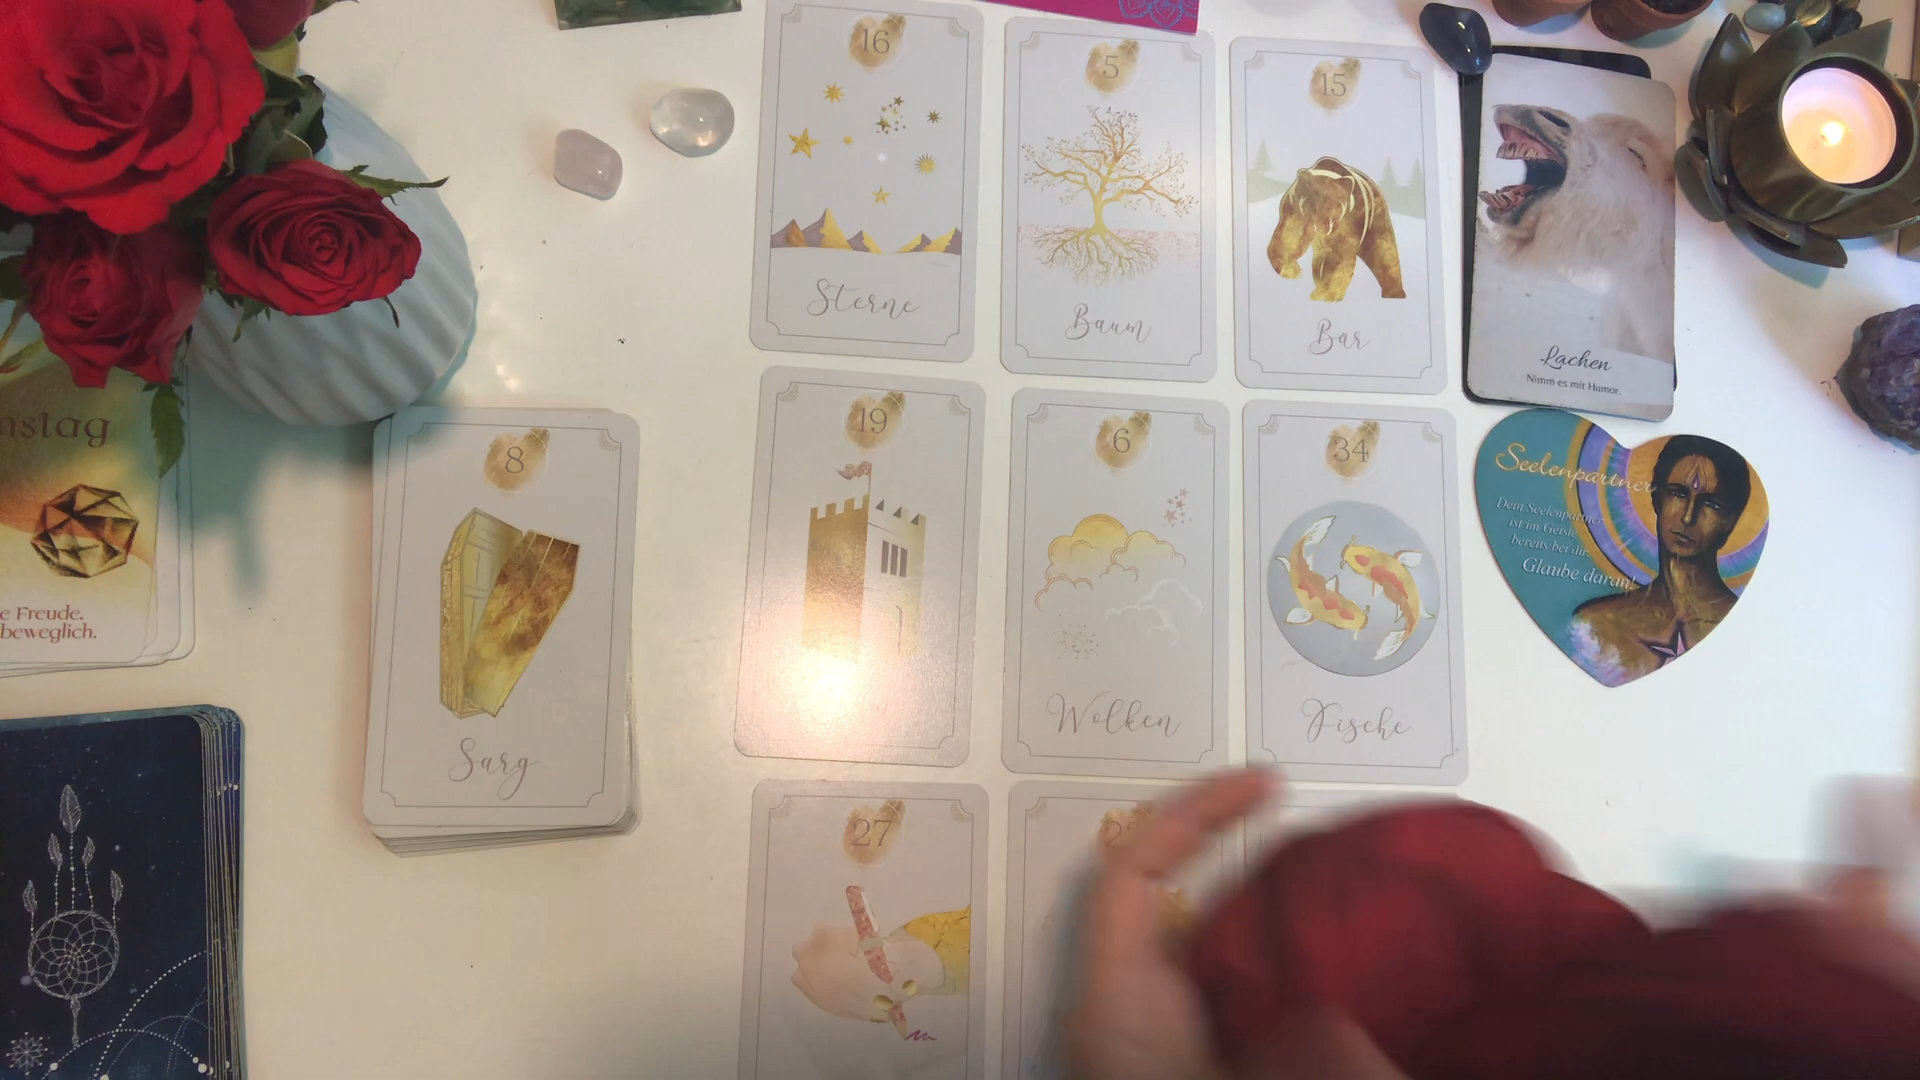 16
Sterne
5
Baum
15
Bär
Lachen
Nimm es mit Humor.
nstag
e Freude.
beweglich.
8
Sarg
19
6
Wolken
34
Fische
Seelenpartner
Dein Seelenpartner
ist im Geiste
bereits bei dir.
Glaube daran!
27